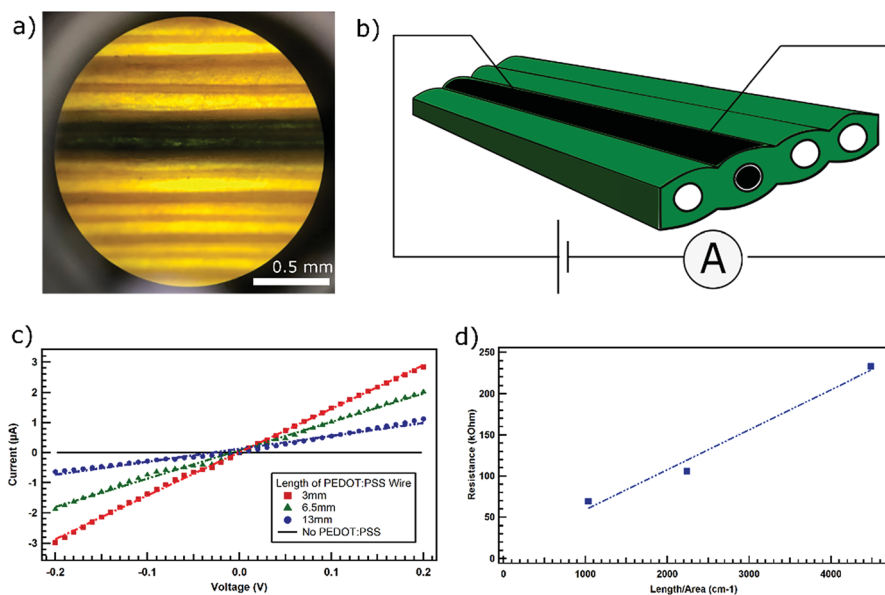 a)
0.5 mm
b)
A
c)
3
2
1
0
-1
-2
-3
Current (µA)
Length of PEDOT:PSS Wire
3mm
6.5mm
13mm
No PEDOT:PSS
-0.2
-0.1
0.0
0.1
0.2
Voltage (V)
d)
250
200
150
100
50
0
Resistance (kOhm)
0
1000
2000
3000
4000
Length/Area (cm-1)